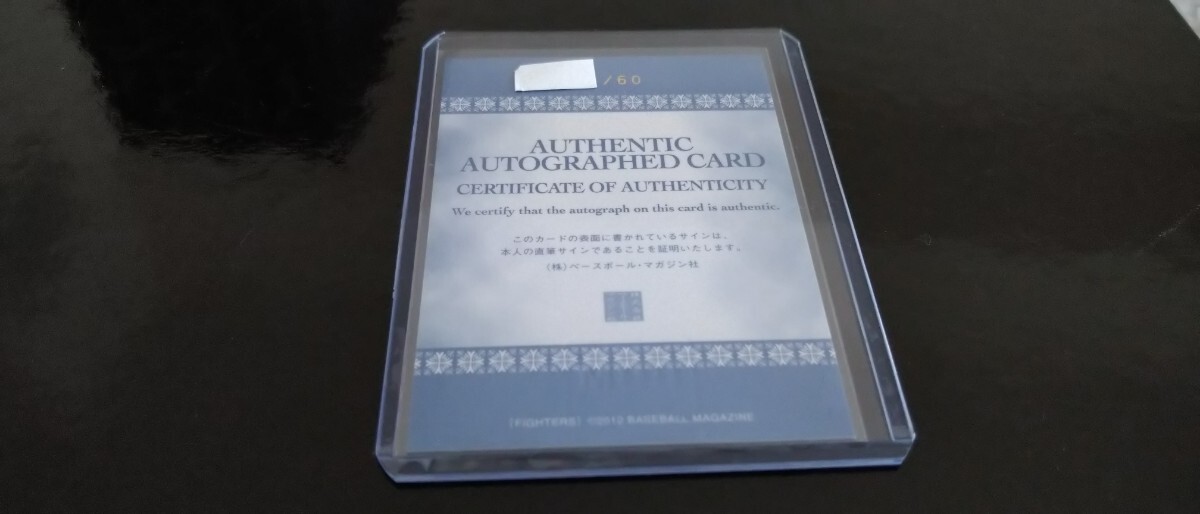 /60
AUTHENTIC
AUTOGRAPHED CARD
CERTIFICATE OF AUTHENTICITY
We certify that the autograph on this card is authentic.
このカードの表面に書かれているサインは、
本人の直筆サインであることを証明いたします。
(株)ベースボール・マガジン社
[FIGHTERS] ©2012 BASEBALL MAGAZINE